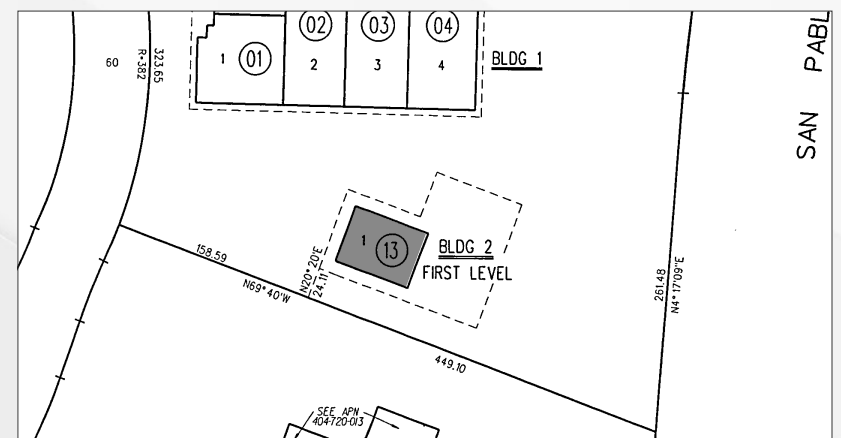 02
03
04
01
1
2
3
4
BLDG 1
60
R=382
323.65
SAN PABL
1
13
BLDG 2
FIRST LEVEL
158.59
N69°40'W
N20°20'E
24.11
449.10
261.48
N4°17'09"E
SEE APN
404-720-013